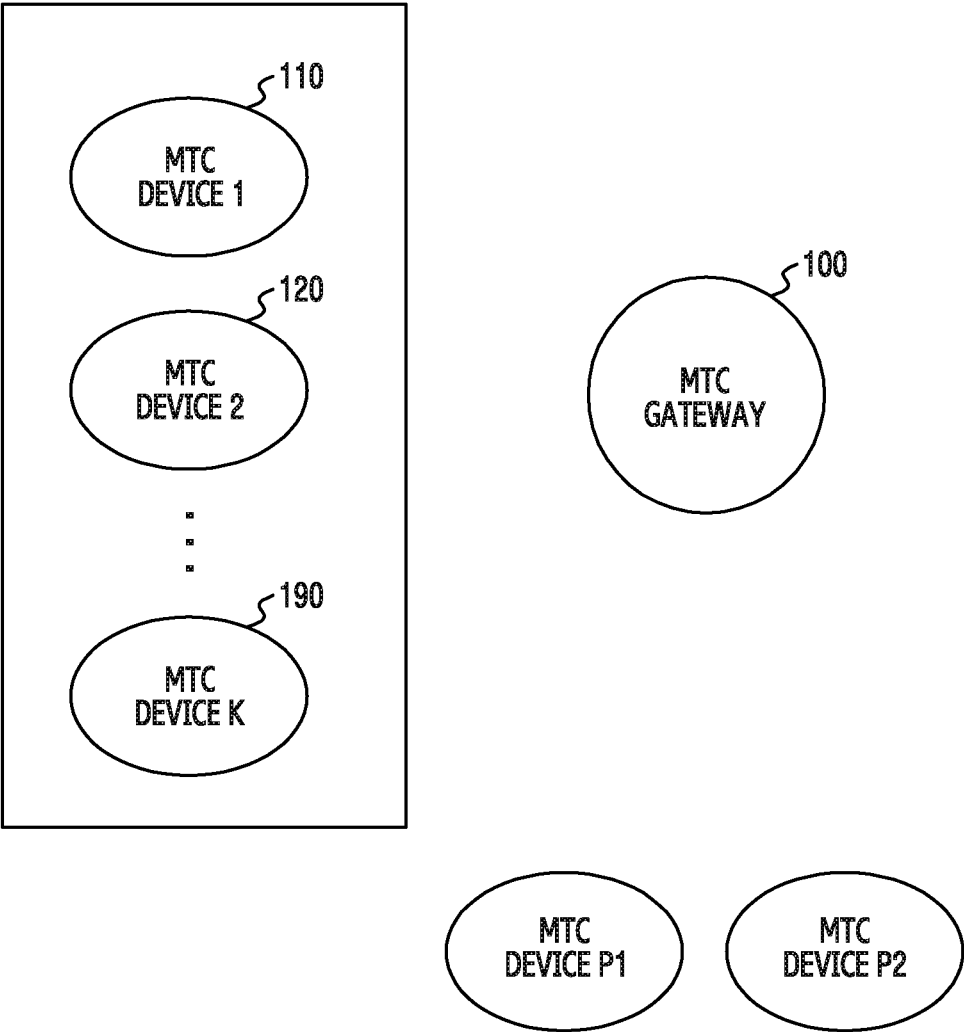 110
MTC
DEVICE 1
120
MTC
DEVICE 2
190
MTC
DEVICE K
100
MTC
GATEWAY
MTC
DEVICE P1
MTC
DEVICE P2